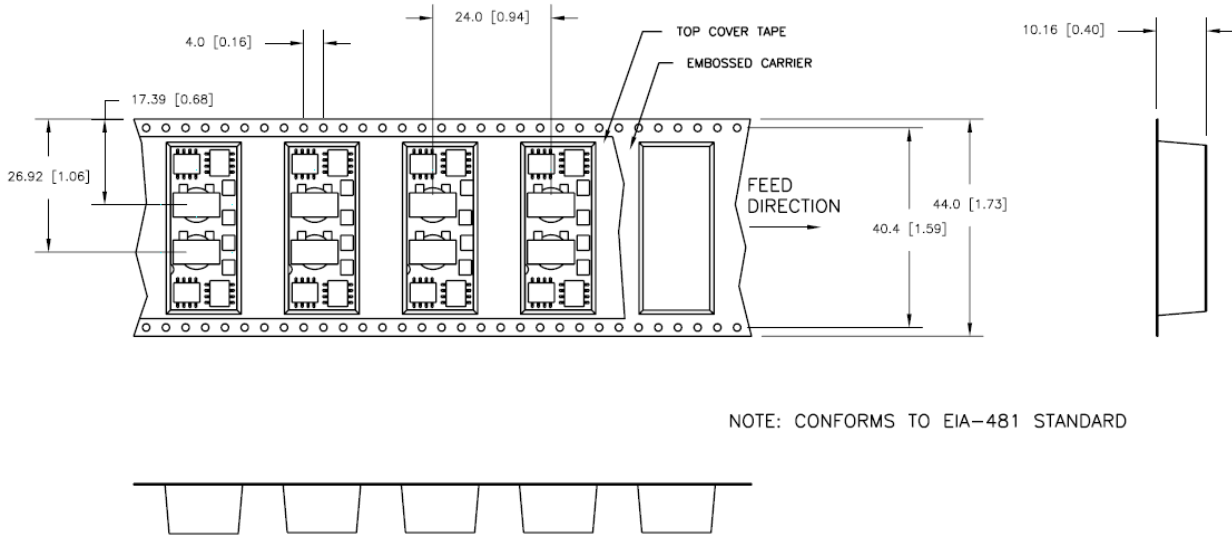 24.0 [0.94]
10.16 [0.40]
TOP COVER TAPE
4.0 [0.16]
EMBOSSED CARRIER
17.39 [0.68]
26.92 [1.06]
FEED
DIRECTION
44.0 [1.73]
40.4 [1.59]
NOTE: CONFORMS TO EIA-481 STANDARD